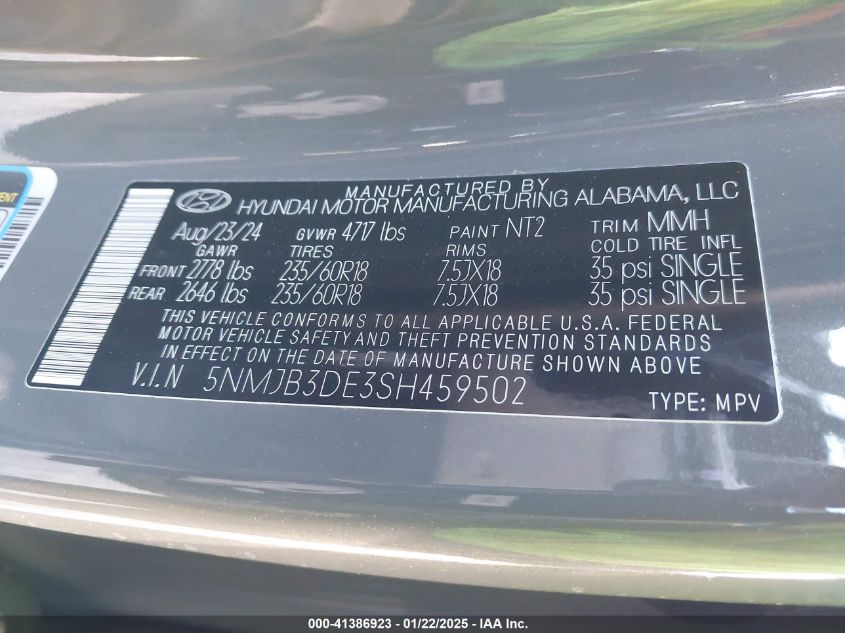 MANUFACTURED BY
HYUNDAI MOTOR MANUFACTURING ALABAMA, LLC
Aug/23/24 GVWR 4717 lbs PAINT NT2 TRIM MMH
GAWR TIRES RIMS COLD TIRE INFL
FRONT 2778 lbs 235/60R18 7.5JX18 35 psi SINGLE
REAR 2646 lbs 235/60R18 7.5JX18 35 psi SINGLE
THIS VEHICLE CONFORMS TO ALL APPLICABLE U.S.A. FEDERAL
MOTOR VEHICLE SAFETY AND THEFT PREVENTION STANDARDS
IN EFFECT ON THE DATE OF MANUFACTURE SHOWN ABOVE
V.I.N 5NMJB3DE3SH459502
TYPE: MPV
000-41386923 - 01/22/2025 - IAA Inc.